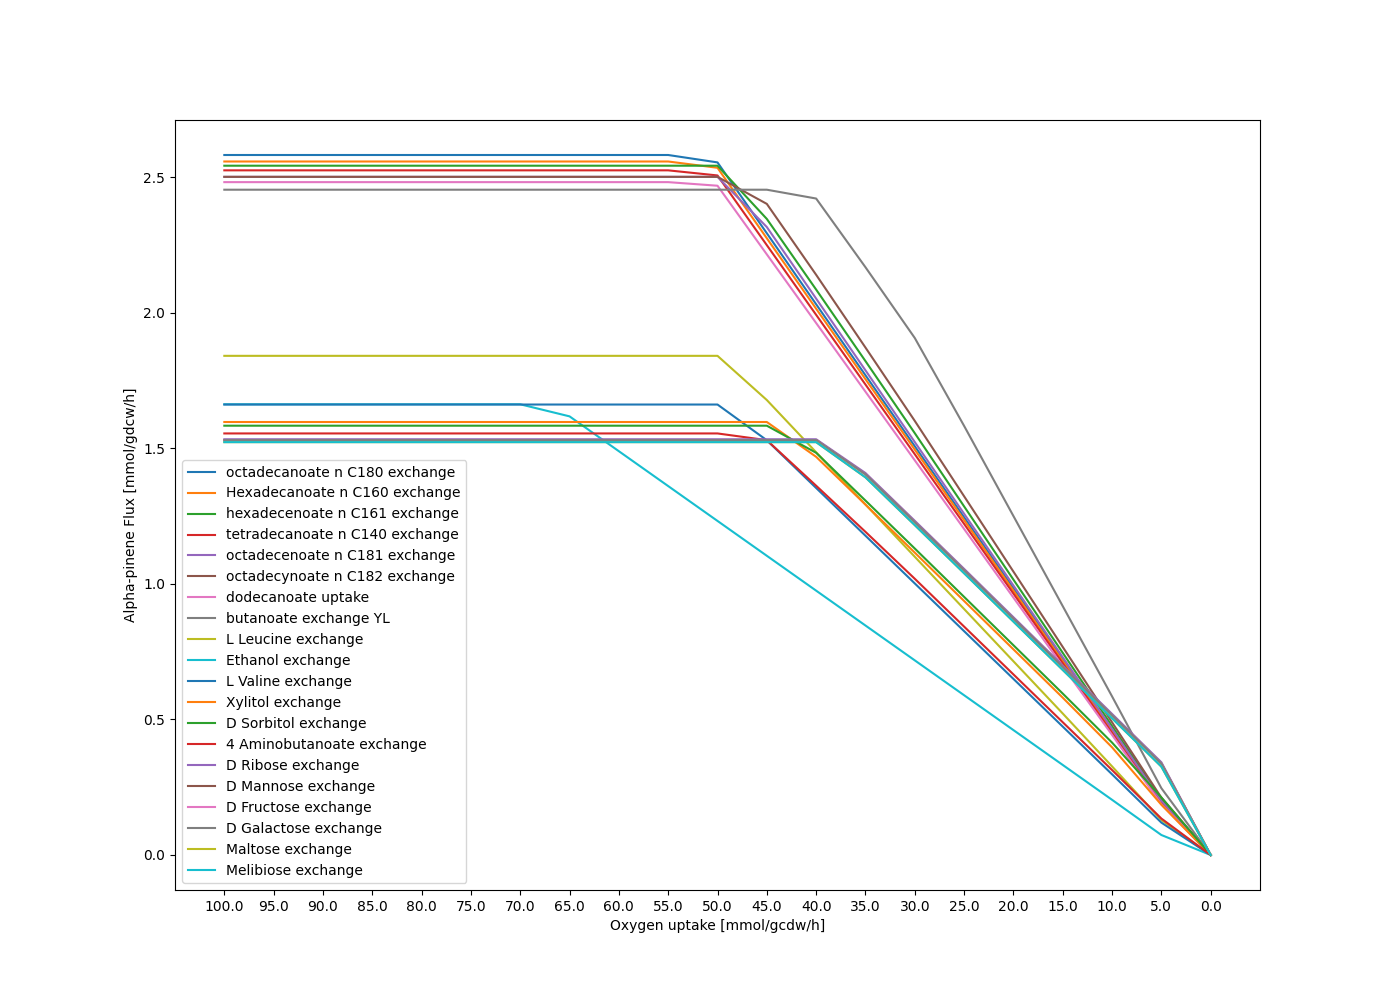 2.5
2.0
1.5
1.0
0.5
0.0
Alpha-pinene Flux [mmol/gdcw/h]
octadecanoate n C180 exchange
Hexadecanoate n C160 exchange
hexadecenoate n C161 exchange
tetradecanoate n C140 exchange
octadecenoate n C181 exchange
octadecynoate n C182 exchange
dodecanoate uptake
butanoate exchange YL
L Leucine exchange
Ethanol exchange
L Valine exchange
Xylitol exchange
D Sorbitol exchange
4 Aminobutanoate exchange
D Ribose exchange
D Mannose exchange
D Fructose exchange
D Galactose exchange
Maltose exchange
Melibiose exchange
100.0 95.0 90.0 85.0 80.0 75.0 70.0 65.0 60.0 55.0 50.0 45.0 40.0 35.0 30.0 25.0 20.0 15.0 10.0 5.0 0.0
Oxygen uptake [mmol/gcdw/h]